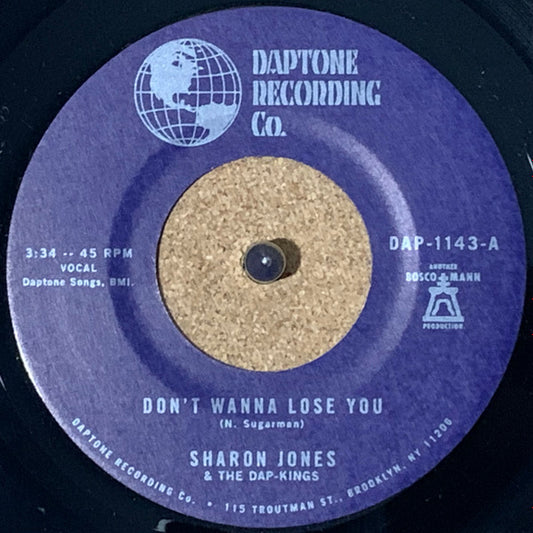 DAPTONE
RECORDING
Co.
3:34 -- 45 RPM
VOCAL
Daptone Songs, BMI.
DAP-1143-A
ANOTHER
BOSCO MANN
PRODUCTION
DON'T WANNA LOSE YOU
(N. Sugarman)
SHARON JONES
& THE DAP-KINGS
DAPTONE RECORDING Co. • 115 TROUTMAN ST., BROOKLYN, NY 11206